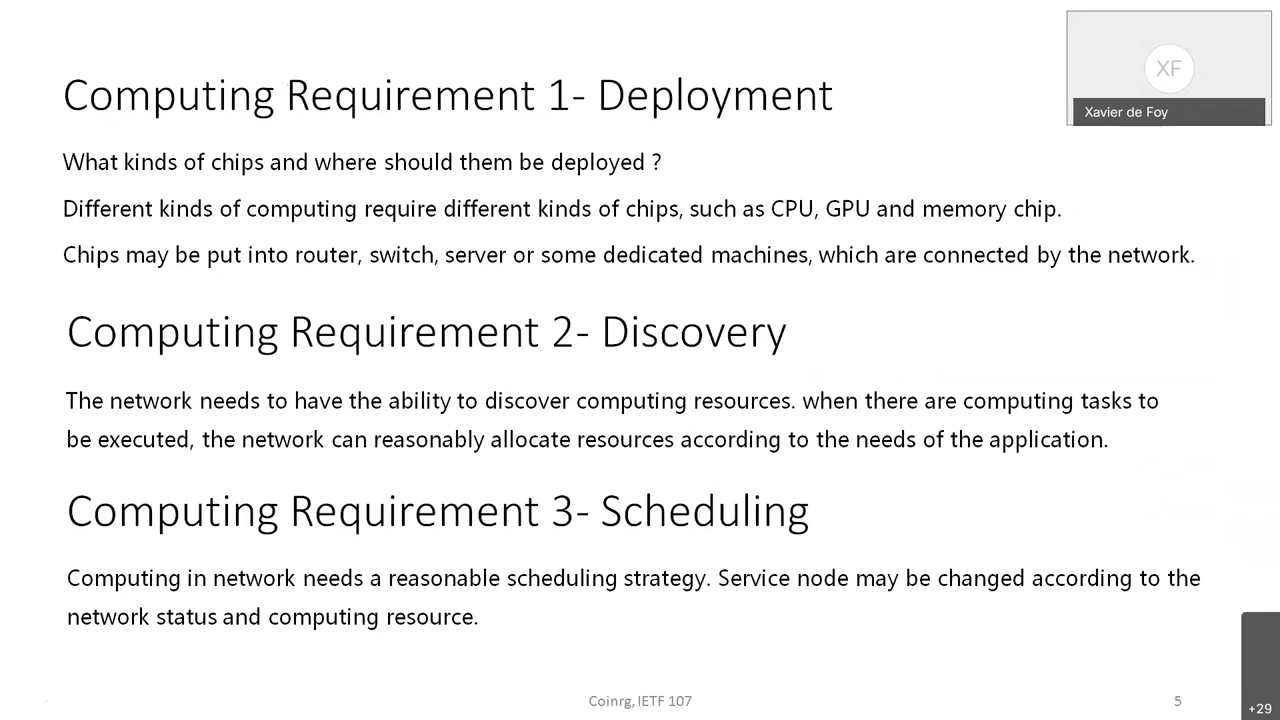 XF
Xavier de Foy
Computing Requirement 1- Deployment
What kinds of chips and where should them be deployed ?
Different kinds of computing require different kinds of chips, such as CPU, GPU and memory chip.
Chips may be put into router, switch, server or some dedicated machines, which are connected by the network.
Computing Requirement 2- Discovery
The network needs to have the ability to discover computing resources. when there are computing tasks to
be executed, the network can reasonably allocate resources according to the needs of the application.
Computing Requirement 3- Scheduling
Computing in network needs a reasonable scheduling strategy. Service node may be changed according to the
network status and computing resource.
Coinrg, IETF 107
5
+29